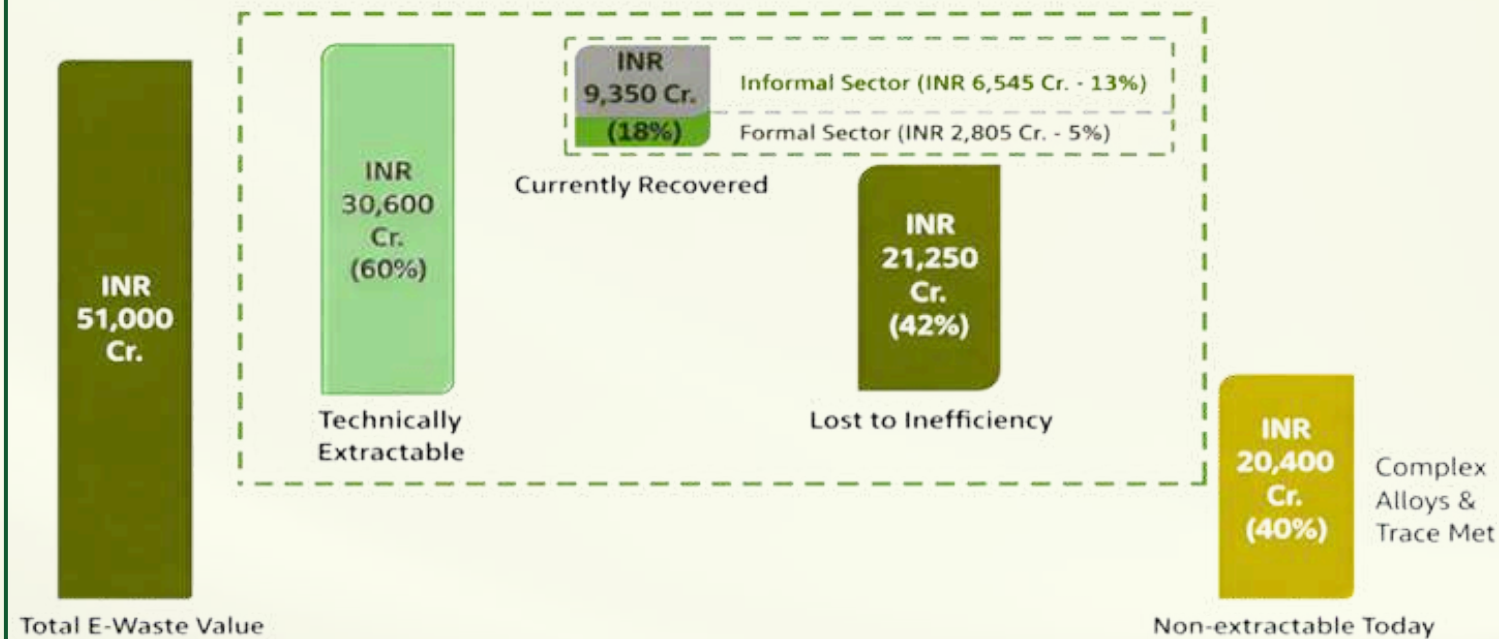 INR
51,000
Cr.
Total E-Waste Value
INR
30,600
Cr.
(60%)
Technically
Extractable
INR
9,350 Cr.
(18%)
Informal Sector (INR 6,545 Cr. - 13%)
Formal Sector (INR 2,805 Cr. - 5%)
Currently Recovered
INR
21,250
Cr.
(42%)
Lost to Inefficiency
INR
20,400
Cr.
(40%)
Complex
Alloys &
Trace Met
Non-extractable Today